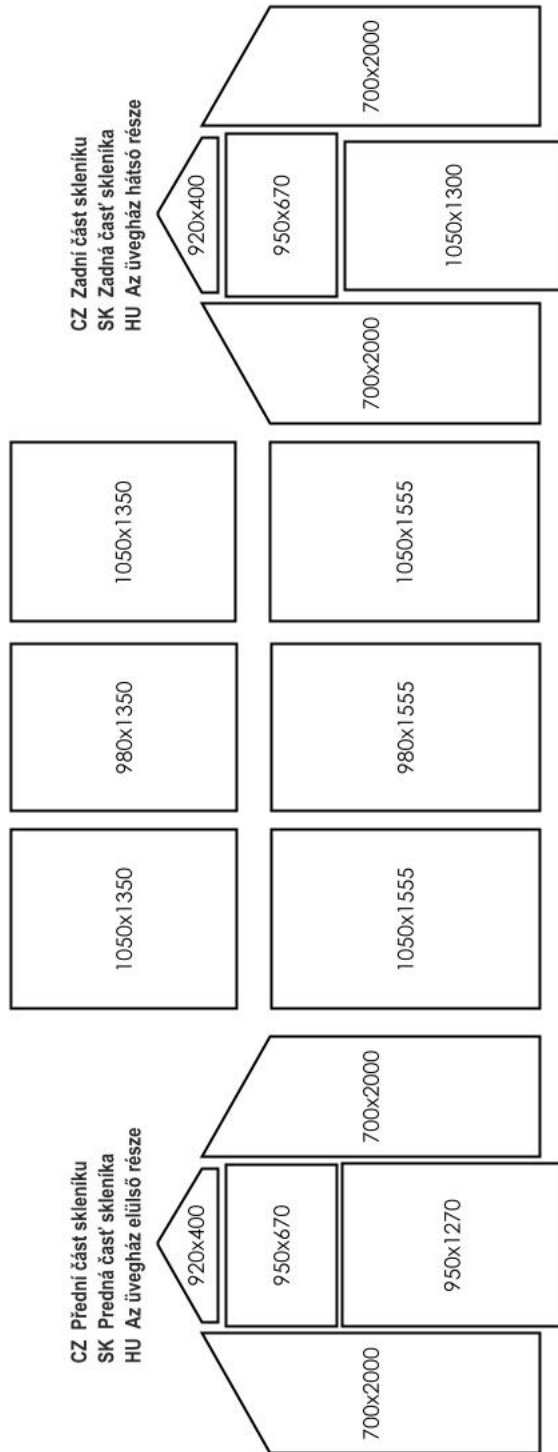 CZ Přední část skleníku
SK Predná časť skleníka
HU Az üvegház elülső része
700x2000
920x400
950x670
950x1270
700x2000
1050x1350
980x1350
1050x1350
1050x1555
980x1555
1050x1555
CZ Zadní část skleníku
SK Zadná časť skleníka
HU Az üvegház hátsó része
700x2000
920x400
950x670
1050x1300
700x2000